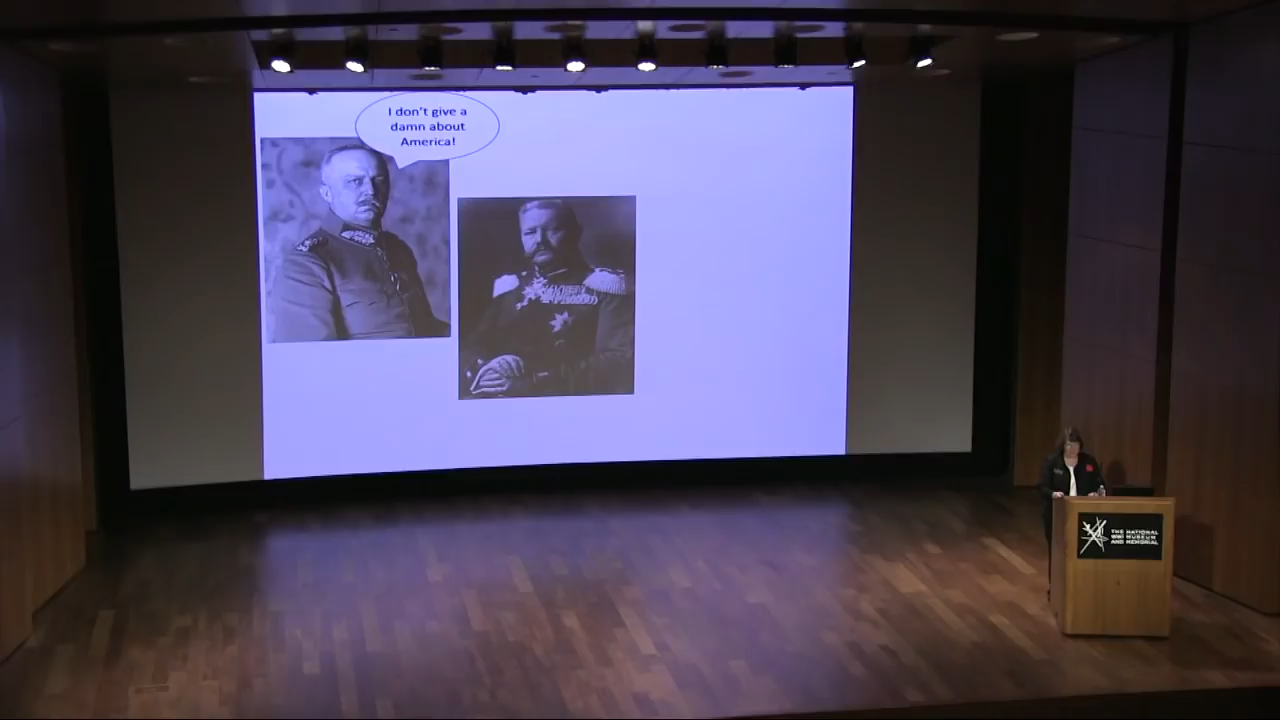 I don't give a
damn about
America!
THE NATIONAL
WWI MUSEUM
AND MEMORIAL